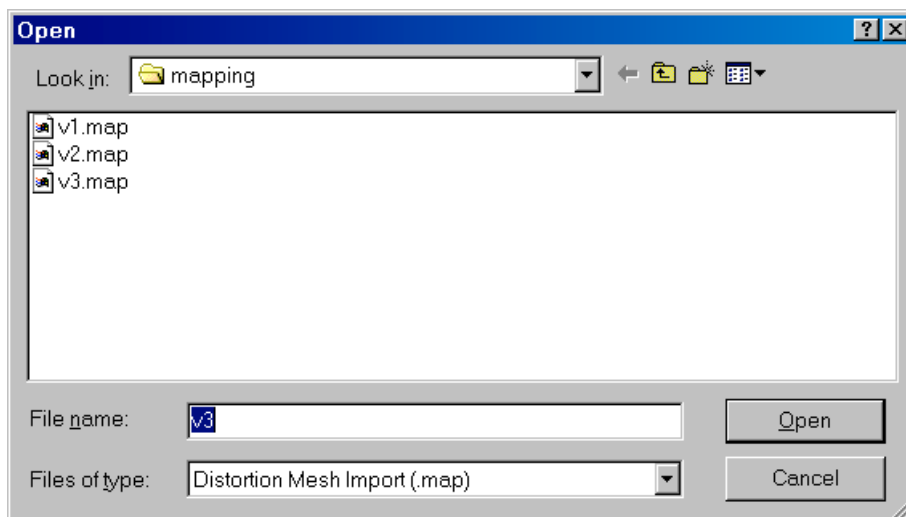 Open
Look in: mapping
v1.map
v2.map
v3.map
File name: v3 Open
Files of type: Distortion Mesh Import (.map) Cancel